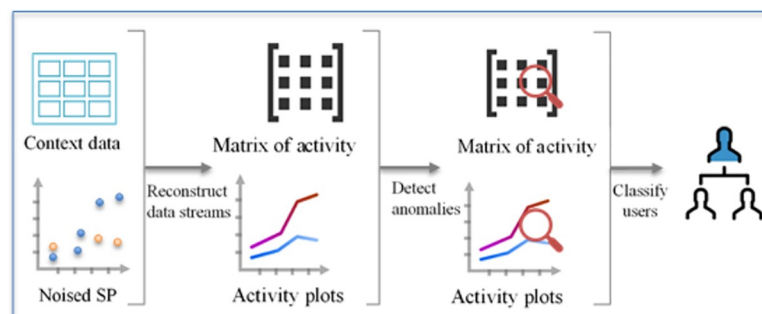 Context data
Noised SP
Reconstruct
data streams
Matrix of activity
Activity plots
Detect
anomalies
Matrix of activity
Activity plots
Classify
users